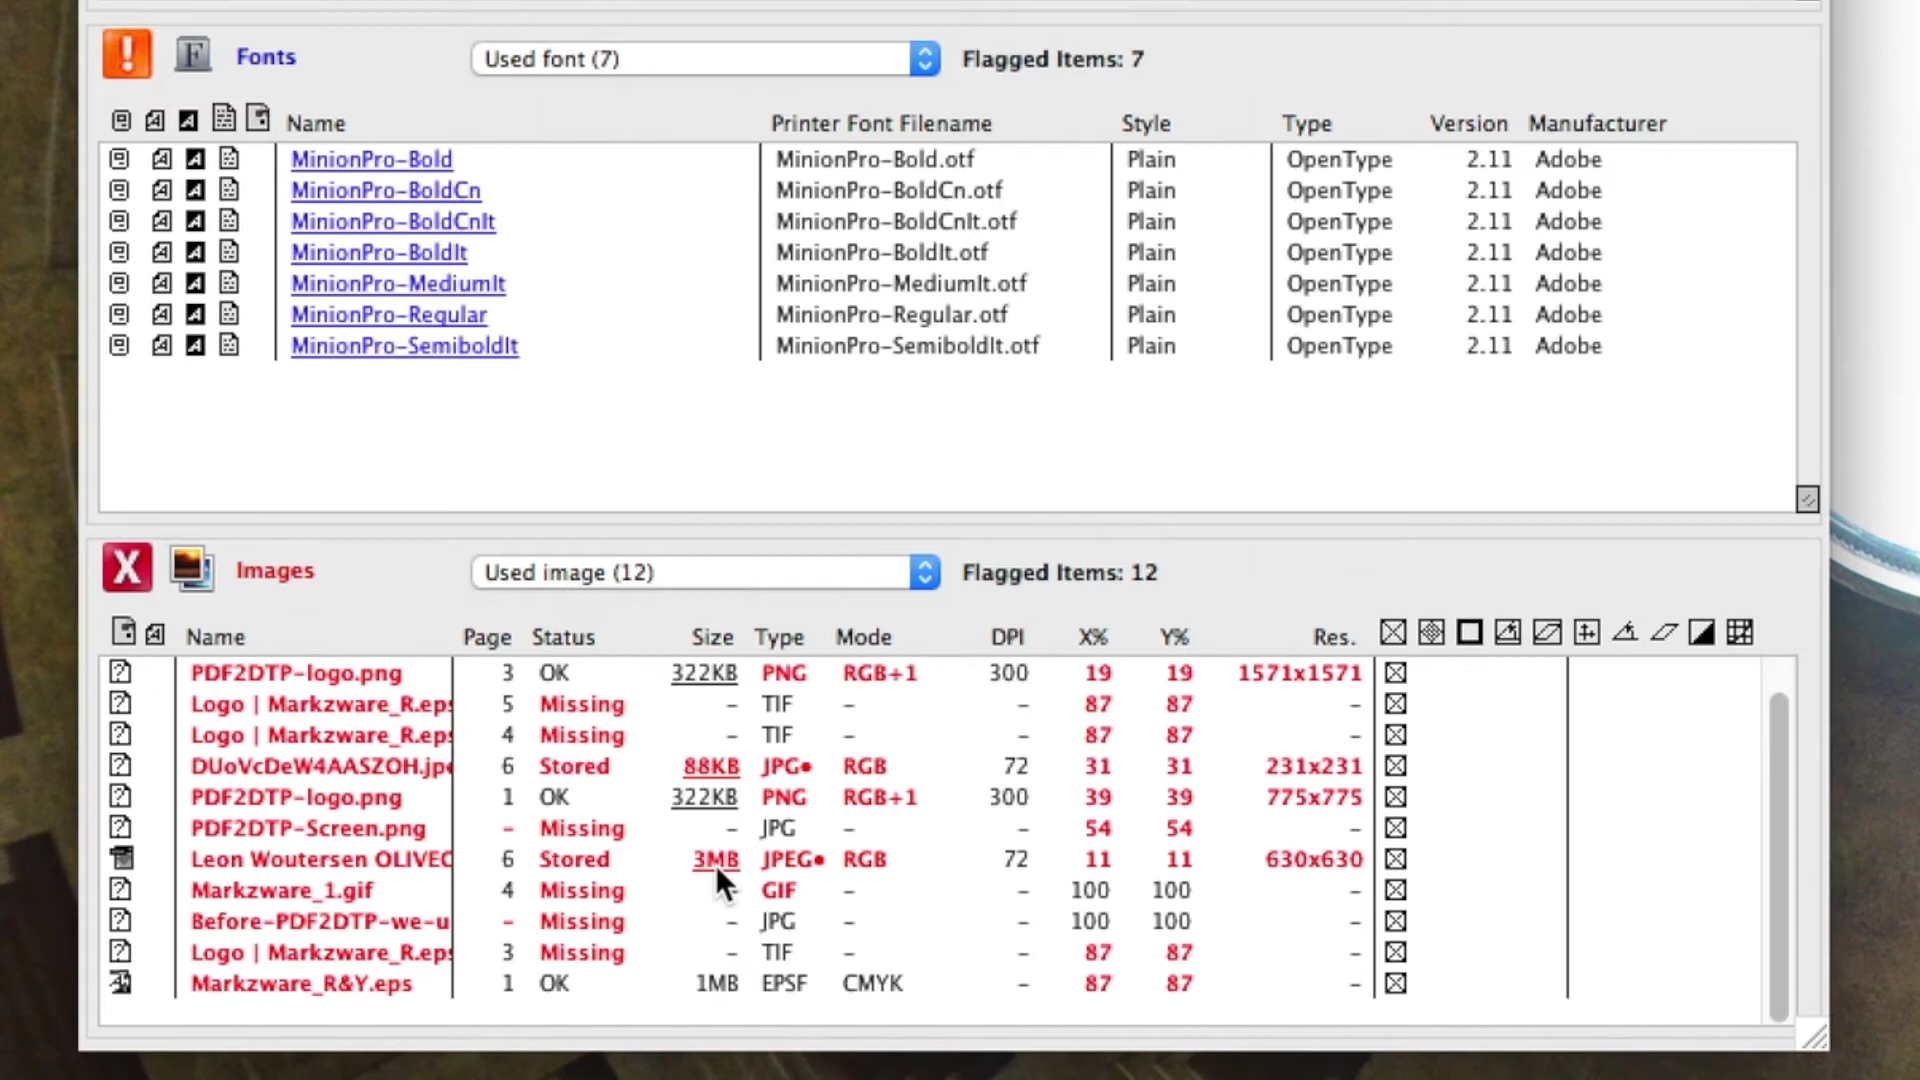 Fonts Used font (7) Flagged Items: 7
Name Printer Font Filename Style Type Version Manufacturer
MinionPro-Bold MinionPro-Bold.otf Plain OpenType 2.11 Adobe
MinionPro-BoldCn MinionPro-BoldCn.otf Plain OpenType 2.11 Adobe
MinionPro-BoldCnIt MinionPro-BoldCnIt.otf Plain OpenType 2.11 Adobe
MinionPro-BoldIt MinionPro-BoldIt.otf Plain OpenType 2.11 Adobe
MinionPro-MediumIt MinionPro-MediumIt.otf Plain OpenType 2.11 Adobe
MinionPro-Regular MinionPro-Regular.otf Plain OpenType 2.11 Adobe
MinionPro-SemiboldIt MinionPro-SemiboldIt.otf Plain OpenType 2.11 Adobe
Images Used image (12) Flagged Items: 12
Name Page Status Size Type Mode DPI X% Y% Res.
PDF2DTP-logo.png 3 OK 322KB PNG RGB+1 300 19 19 1571x1571
Logo | Markzware_R.eps 5 Missing - TIF - - 87 87 -
Logo | Markzware_R.eps 4 Missing - TIF - - 87 87 -
DUoVcDeW4AASZOH.jpe 6 Stored 88KB JPG• RGB 72 31 31 231x231
PDF2DTP-logo.png 1 OK 322KB PNG RGB+1 300 39 39 775x775
PDF2DTP-Screen.png - Missing - JPG - - 54 54 -
Leon Woutersen OLIVEC 6 Stored 3MB JPEG• RGB 72 11 11 630x630
Markzware_1.gif 4 Missing - GIF - - 100 100 -
Before-PDF2DTP-we-u - Missing - JPG - - 100 100 -
Logo | Markzware_R.eps 3 Missing - TIF - - 87 87 -
Markzware_R&Y.eps 1 OK 1MB EPSF CMYK - 87 87 -